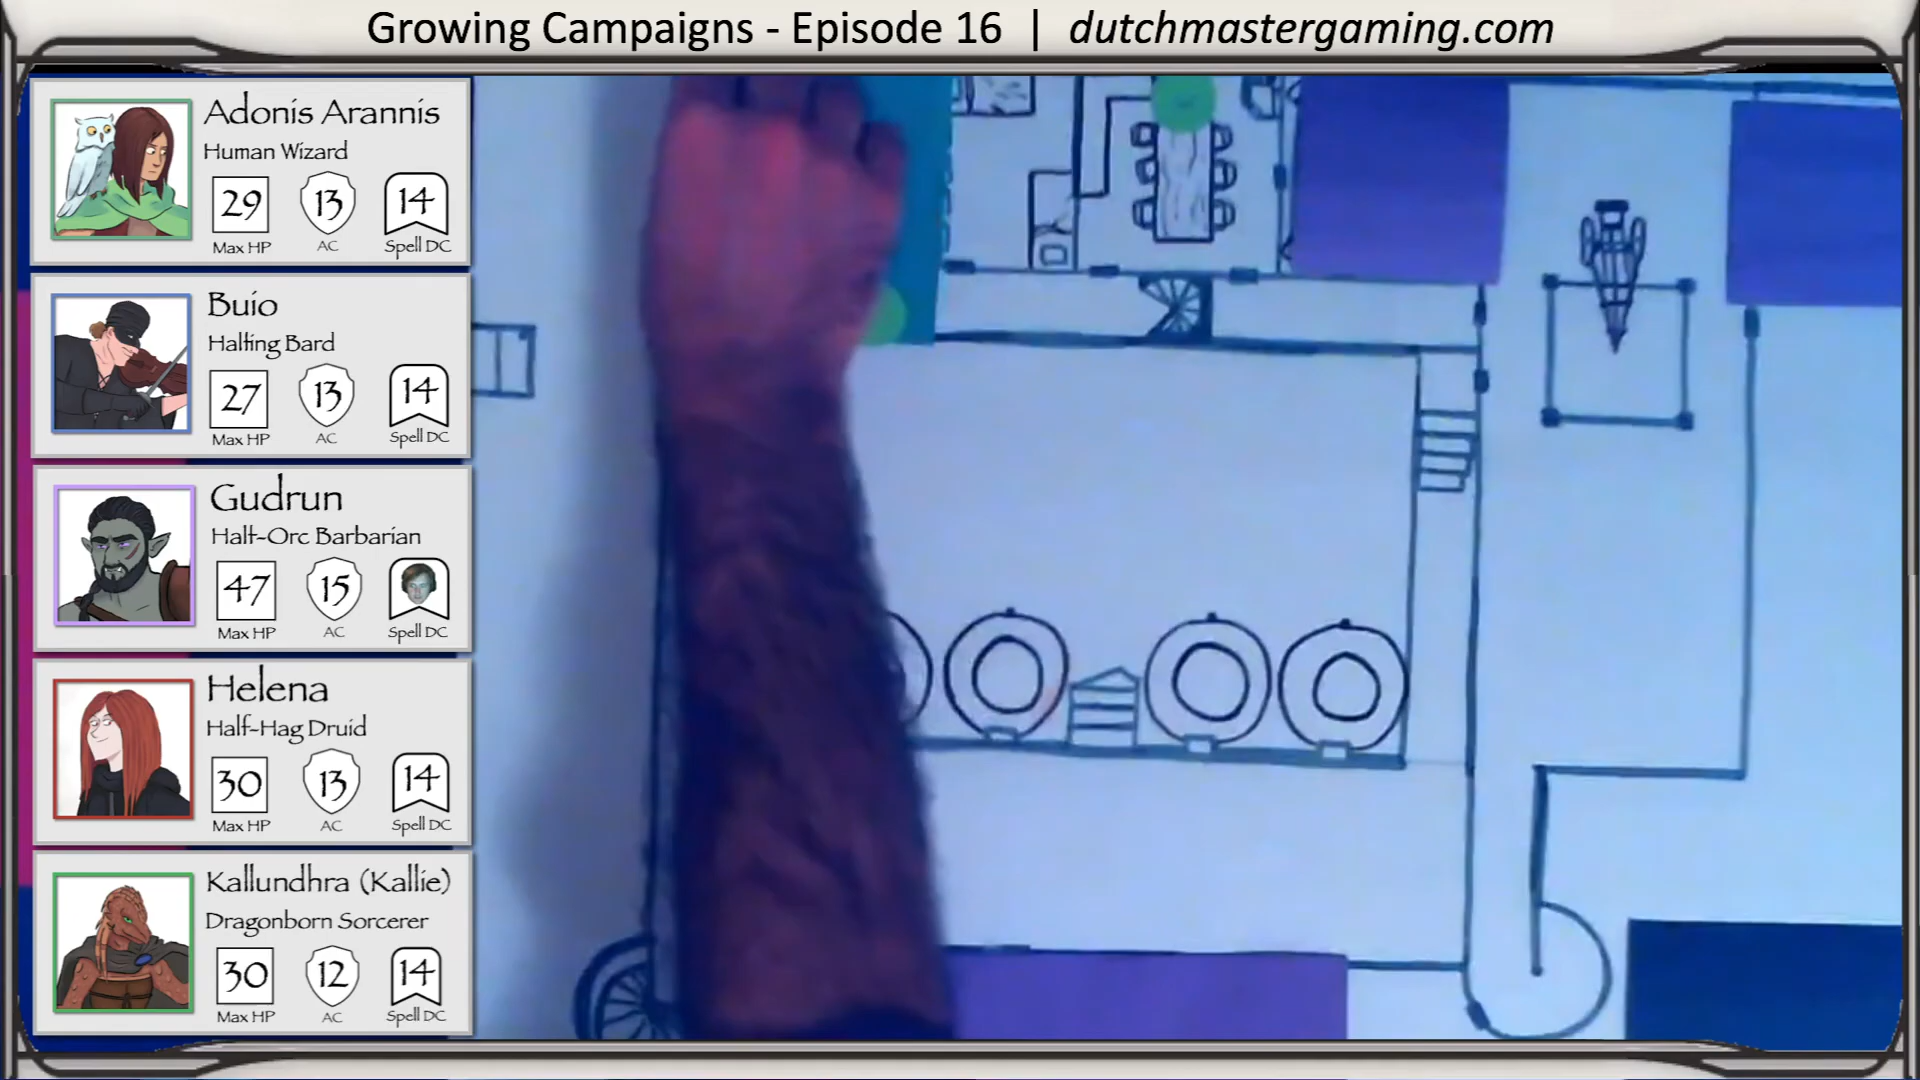 Growing Campaigns - Episode 16 | dutchmastergaming.com
Adonis Arannis
Human Wizard
29 13 14
Max HP AC Spell DC
Buio
Halfling Bard
27 13 14
Max HP AC Spell DC
Gudrun
Half-Orc Barbarian
47 15
Max HP AC Spell DC
Helena
Half-Hag Druid
30 13 14
Max HP AC Spell DC
Kallundhra (Kallie)
Dragonborn Sorcerer
30 12 14
Max HP AC Spell DC